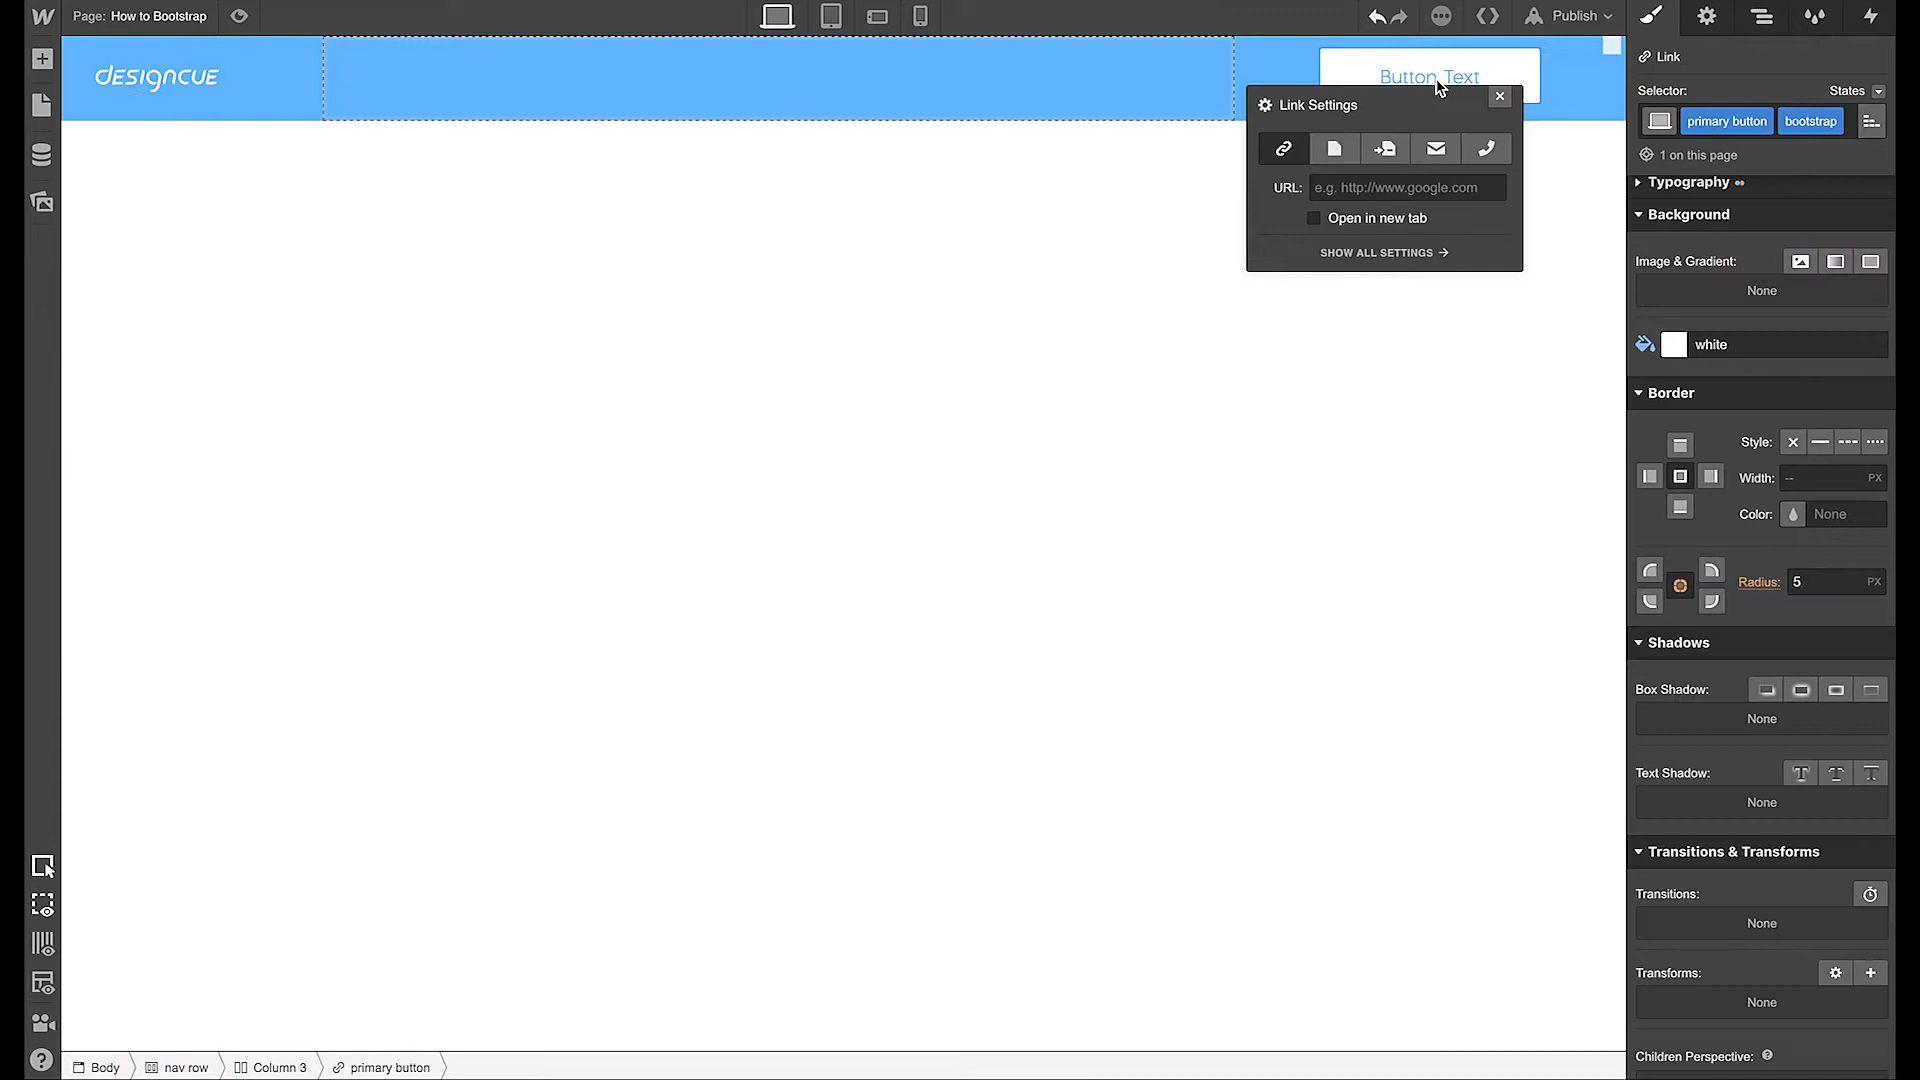 Page: How to Bootstrap
Publish
designcue
Button Text
Link Settings
URL: e.g. http://www.google.com
Open in new tab
SHOW ALL SETTINGS
Link
Selector: States
primary button bootstrap
1 on this page
Typography
Background
Image & Gradient:
None
white
Border
Style:
Width: -- PX
Color: None
Radius: 5 PX
Shadows
Box Shadow:
None
Text Shadow:
None
Transitions & Transforms
Transitions:
None
Transforms:
None
Children Perspective:
Body nav row Column 3 primary button